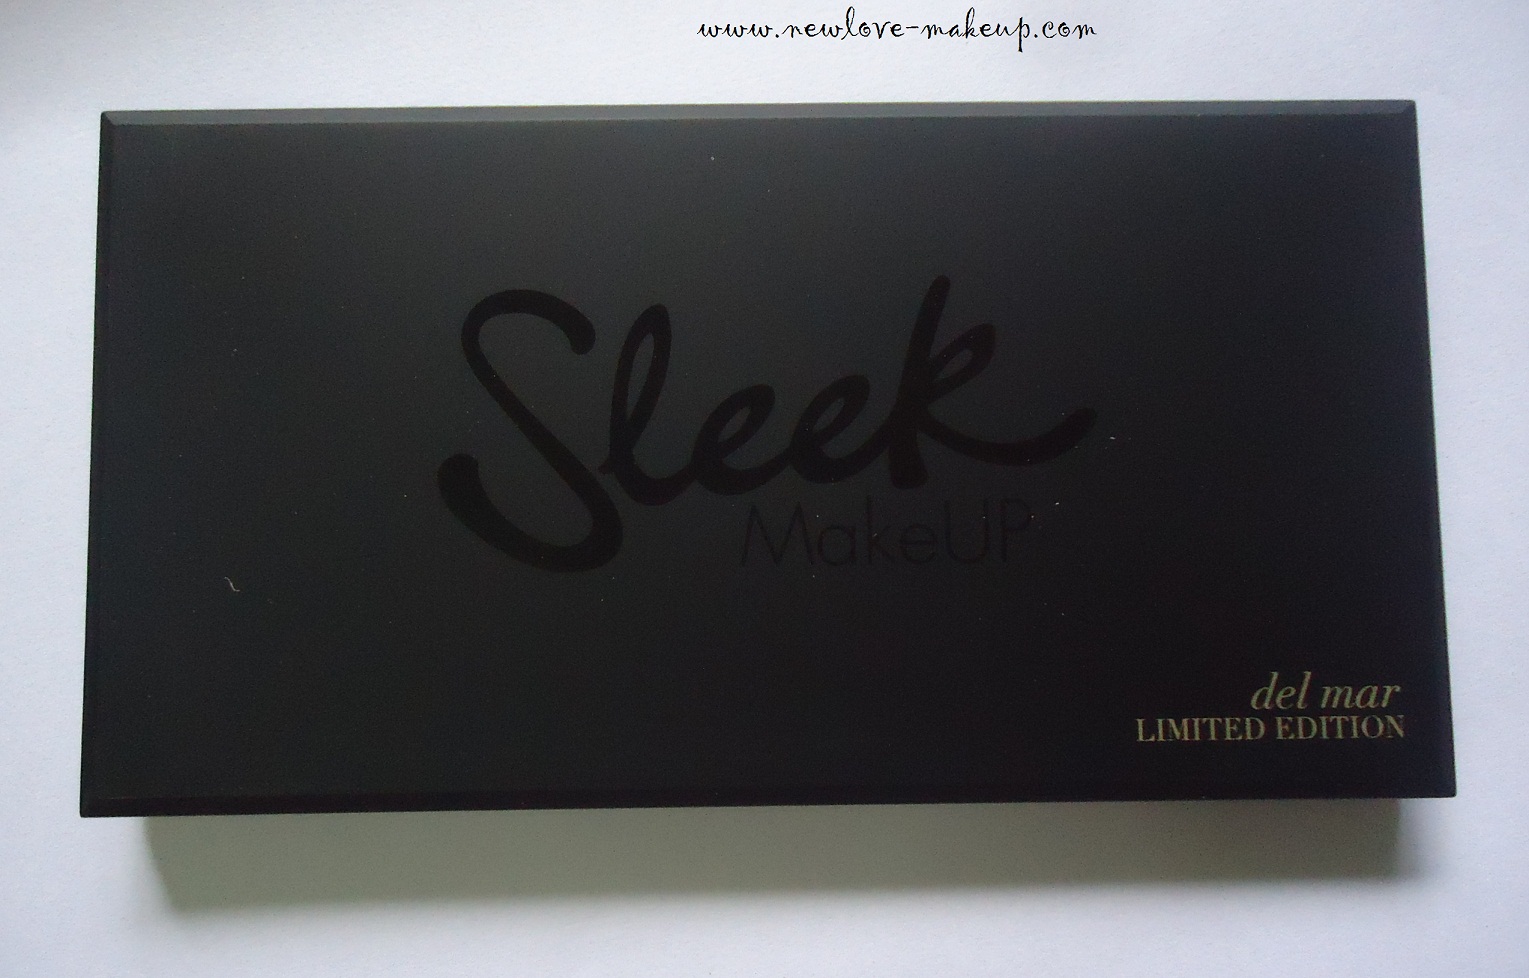 www.newlove-makeup.com
Sleek
MakeUP
del mar
LIMITED EDITION